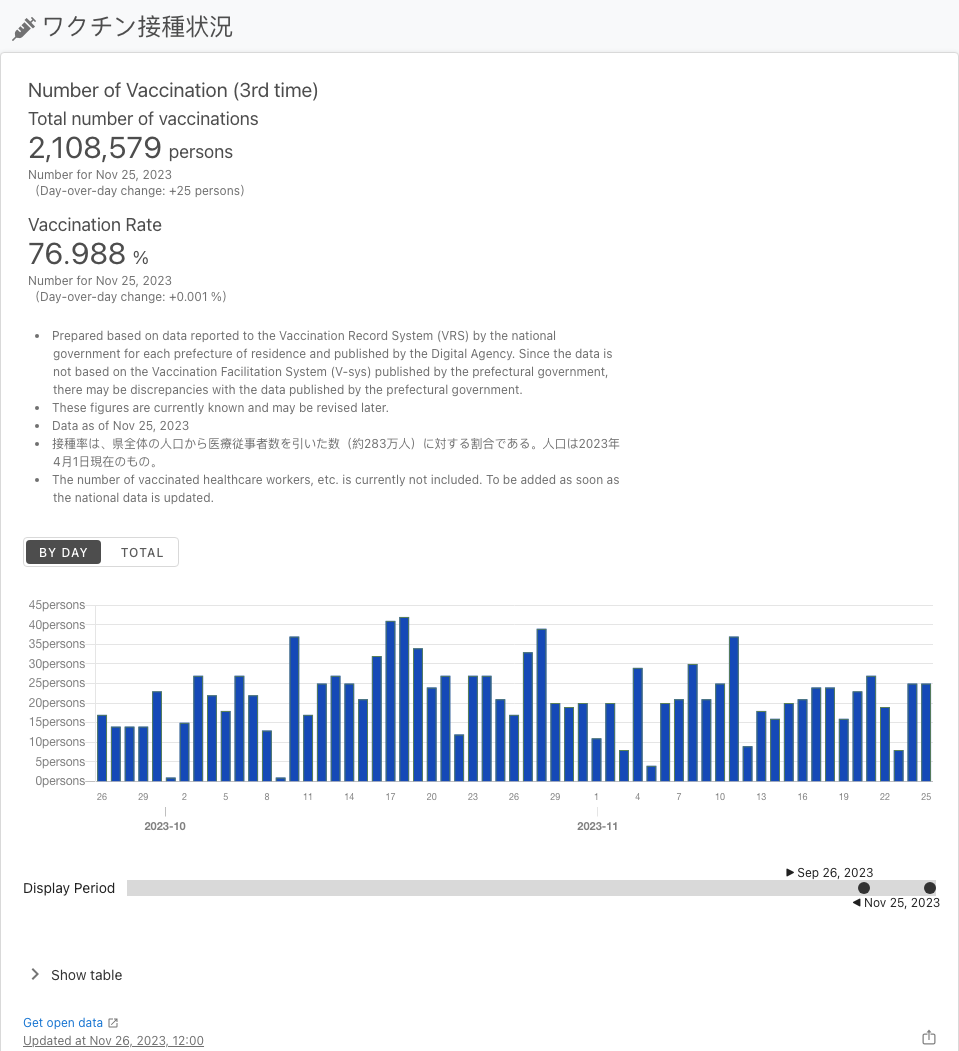 ワクチン接種状況
Number of Vaccination (3rd time)
Total number of vaccinations
2,108,579 persons
Number for Nov 25, 2023
(Day-over-day change: +25 persons)
Vaccination Rate
76.988 %
Number for Nov 25, 2023
(Day-over-day change: +0.001 %)
• Prepared based on data reported to the Vaccination Record System (VRS) by the national
government for each prefecture of residence and published by the Digital Agency. Since the data is
not based on the Vaccination Facilitation System (V-sys) published by the prefectural government,
there may be discrepancies with the data published by the prefectural government.
• These figures are currently known and may be revised later.
• Data as of Nov 25, 2023
• 接種率は、県全体の人口から医療従事者数を引いた数（約283万人）に対する割合である。人口は2023年
4月1日現在のもの。
• The number of vaccinated healthcare workers, etc. is currently not included. To be added as soon as
the national data is updated.
BY DAY TOTAL
45persons
40persons
35persons
30persons
25persons
20persons
15persons
10persons
5persons
0persons
26 29 2 5 8 11 14 17 20 23 26 29 1 4 7 10 13 16 19 22 25
2023-10 2023-11
Sep 26, 2023
Display Period
Nov 25, 2023
Show table
Get open data
Updated at Nov 26, 2023, 12:00